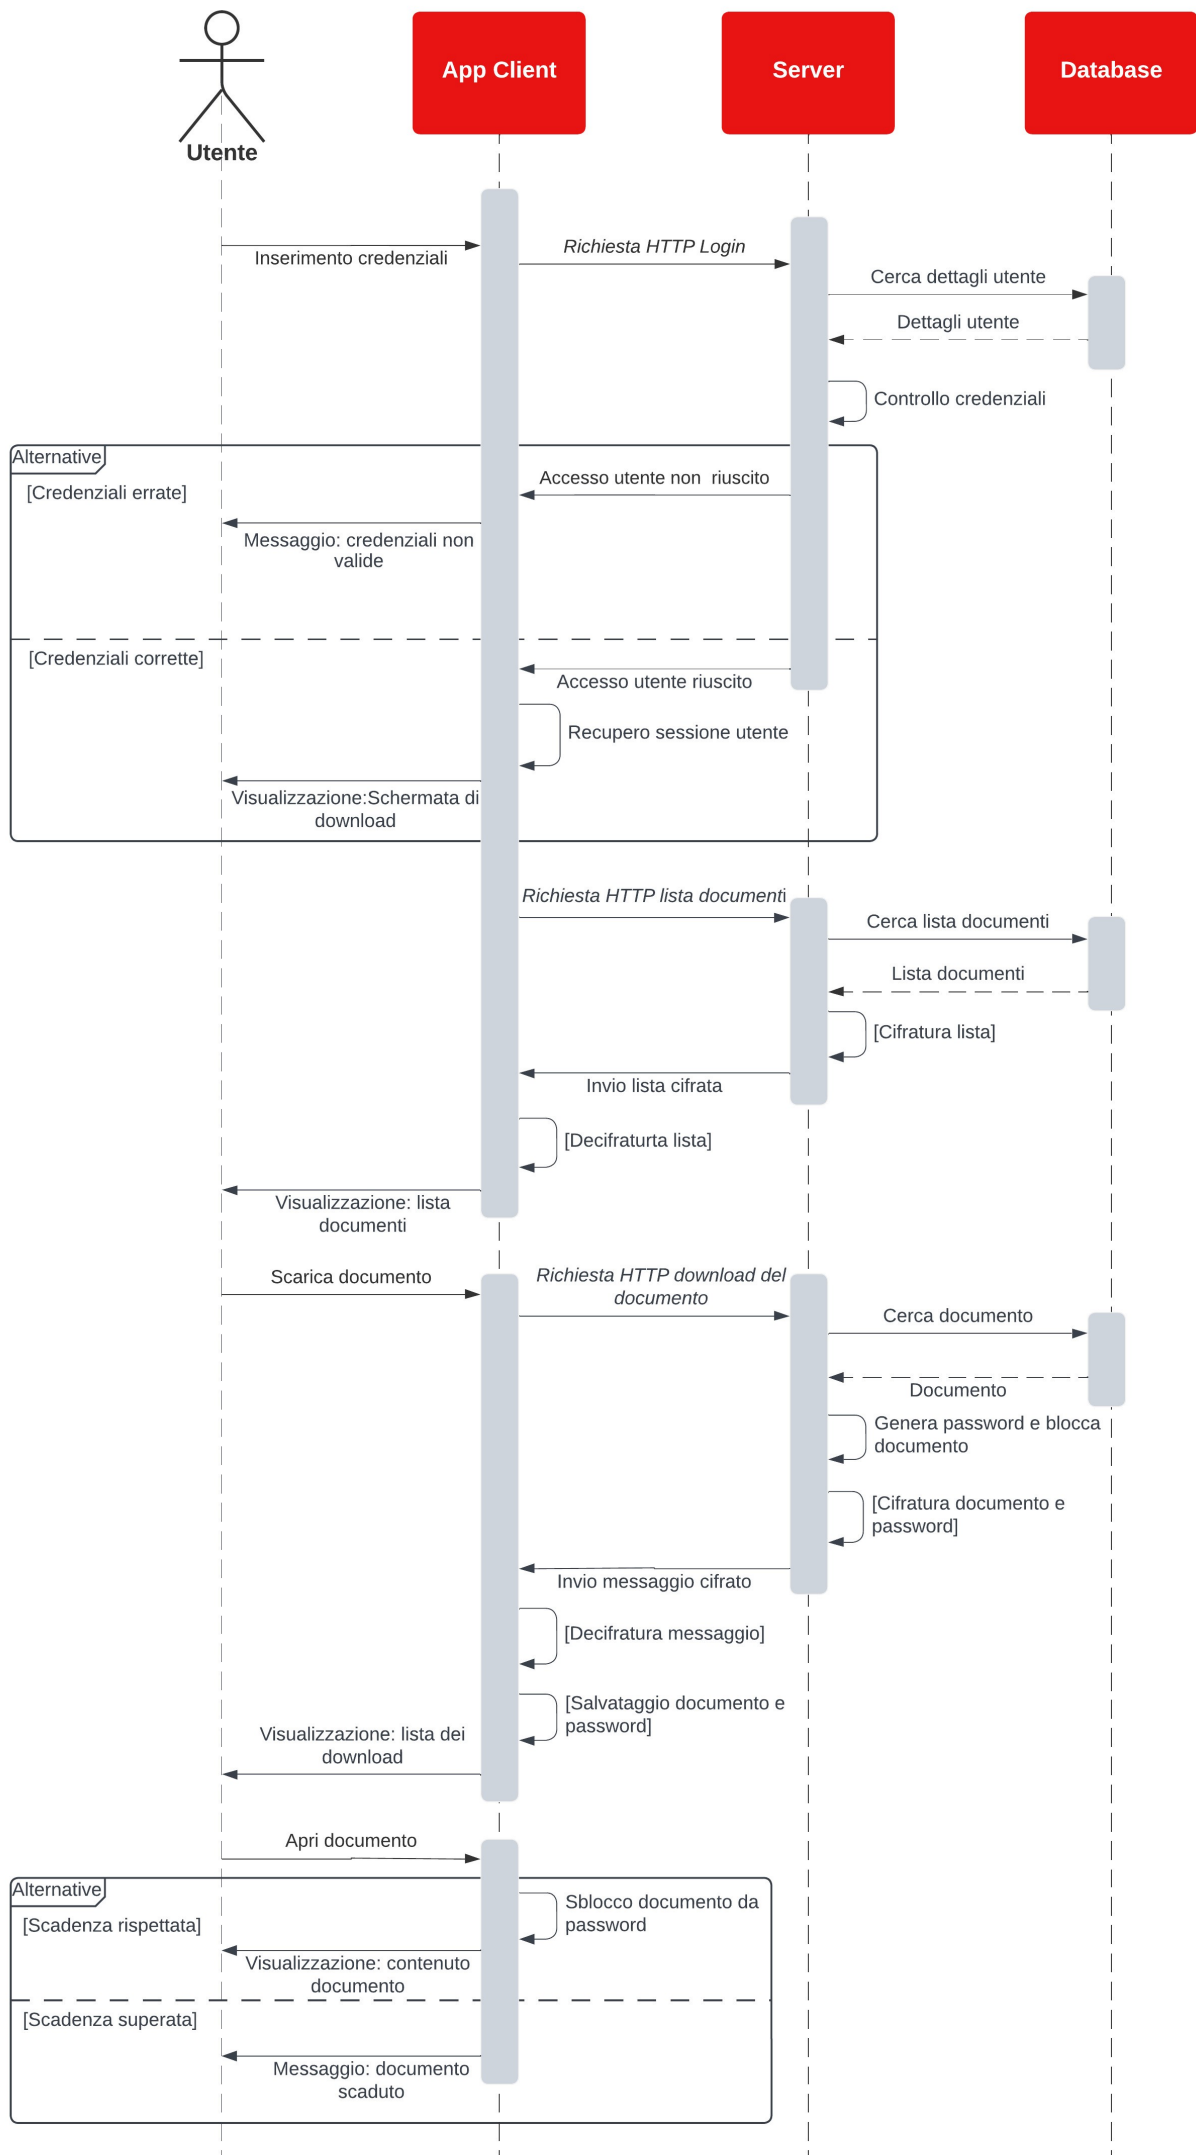 Utente
App Client
Server
Database
Inserimento credenziali
Richiesta HTTP Login
Cerca dettagli utente
Dettagli utente
Controllo credenziali
Alternative
[Credenziali errate]
Accesso utente non  riuscito
Messaggio: credenziali non
valide
[Credenziali corrette]
Accesso utente riuscito
Recupero sessione utente
Visualizzazione:Schermata di
download
Richiesta HTTP lista documenti
Cerca lista documenti
Lista documenti
[Cifratura lista]
Invio lista cifrata
[Decifraturta lista]
Visualizzazione: lista
documenti
Scarica documento
Richiesta HTTP download del
documento
Cerca documento
Documento
Genera password e blocca
documento
[Cifratura documento e
password]
Invio messaggio cifrato
[Decifratura messaggio]
[Salvataggio documento e
password]
Visualizzazione: lista dei
download
Apri documento
Alternative
[Scadenza rispettata]
Sblocco documento da
password
Visualizzazione: contenuto
documento
[Scadenza superata]
Messaggio: documento
scaduto